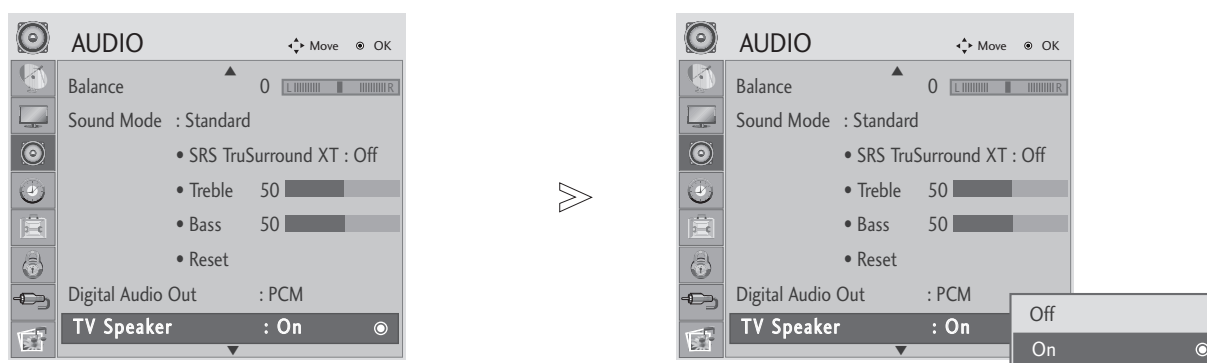 AUDIO Move OK
Balance 0 L R
Sound Mode : Standard
• SRS TruSurround XT : Off
• Treble 50
• Bass 50
• Reset
Digital Audio Out : PCM
TV Speaker : On
AUDIO Move OK
Balance 0 L R
Sound Mode : Standard
• SRS TruSurround XT : Off
• Treble 50
• Bass 50
• Reset
Digital Audio Out : PCM
TV Speaker : On
Off
On